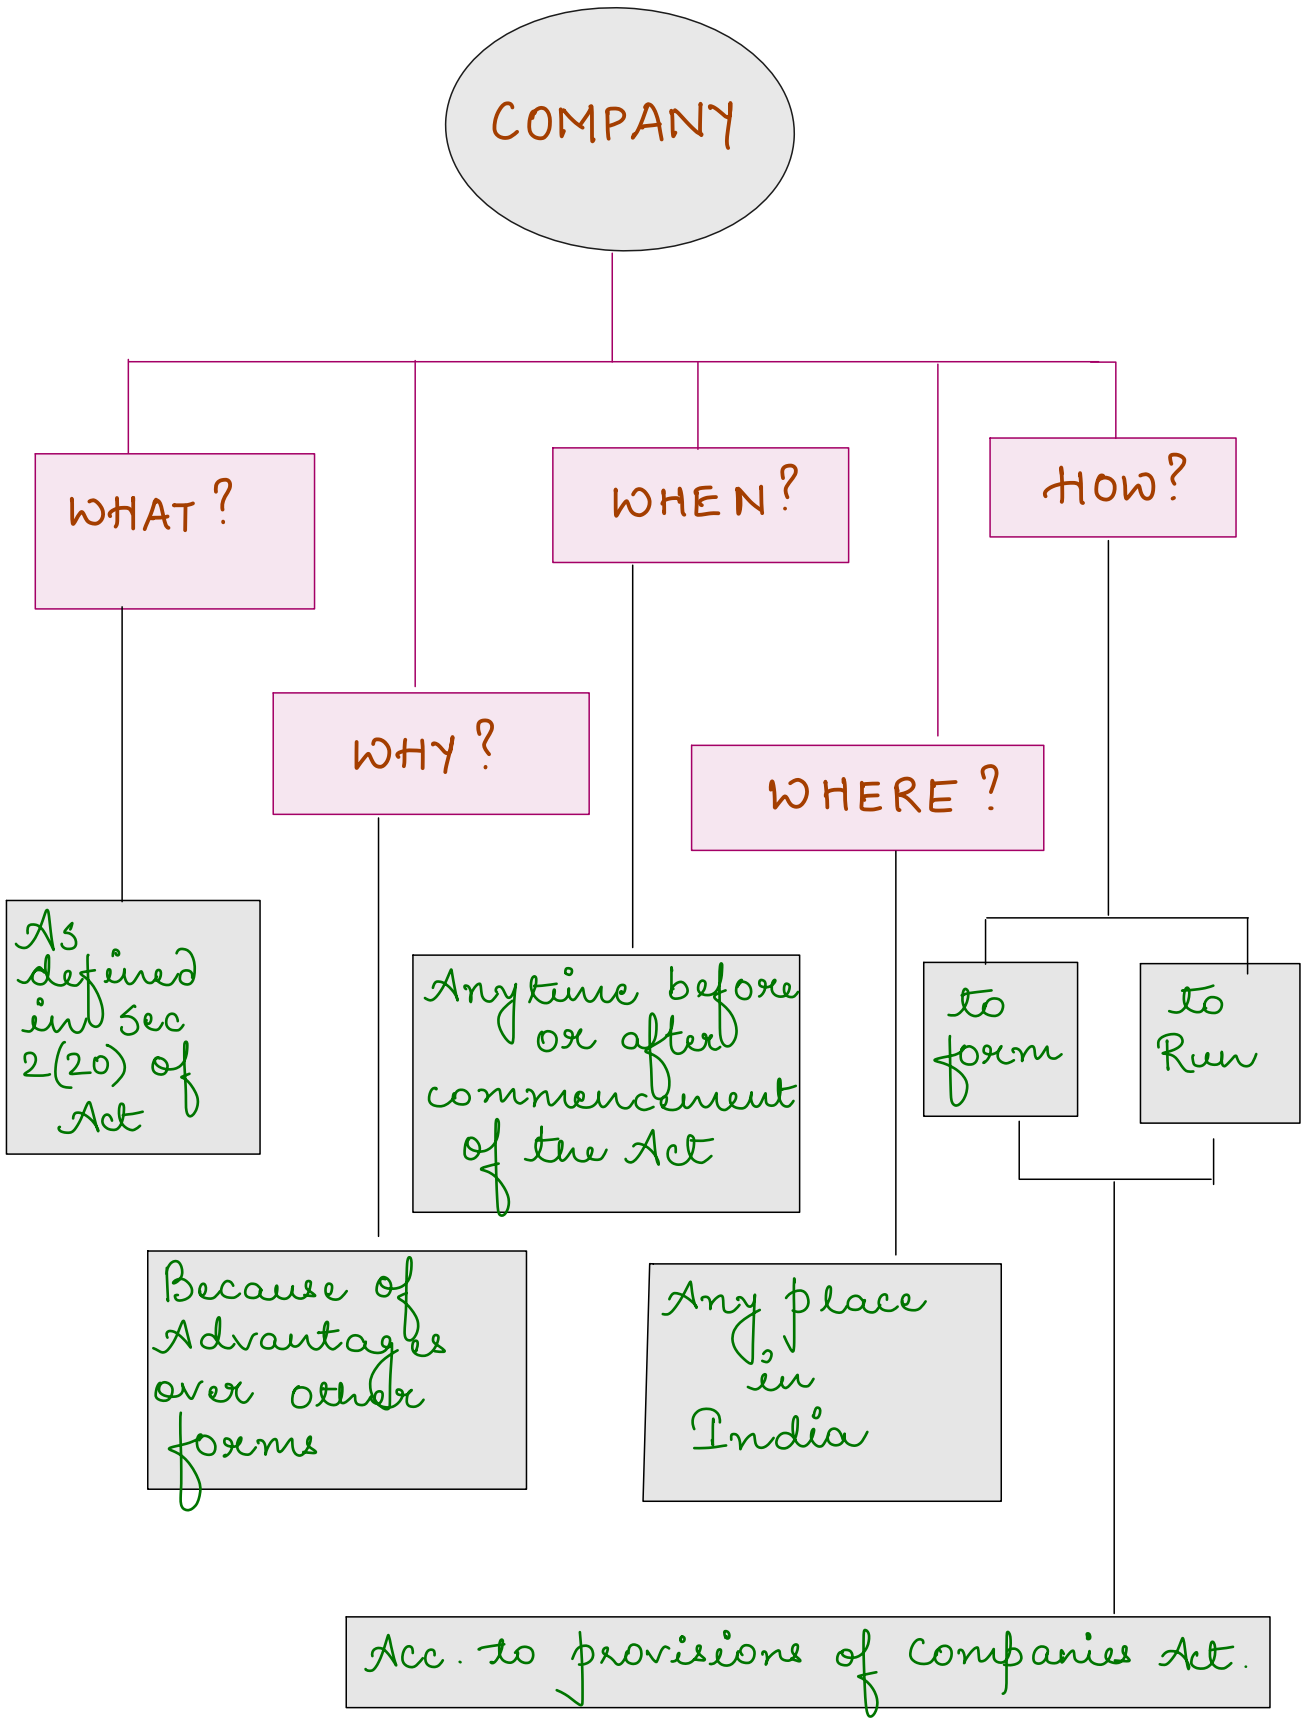 COMPANY
WHAT?
WHEN?
HOW?
WHY?
WHERE?
As
defined
in sec
2(20) of
Act
Anytime before
or after
commencement
of the Act
to
form
to
Run
Because of
Advantages
over other
forms
Any place
in
India
Acc. to provisions of Companies Act.